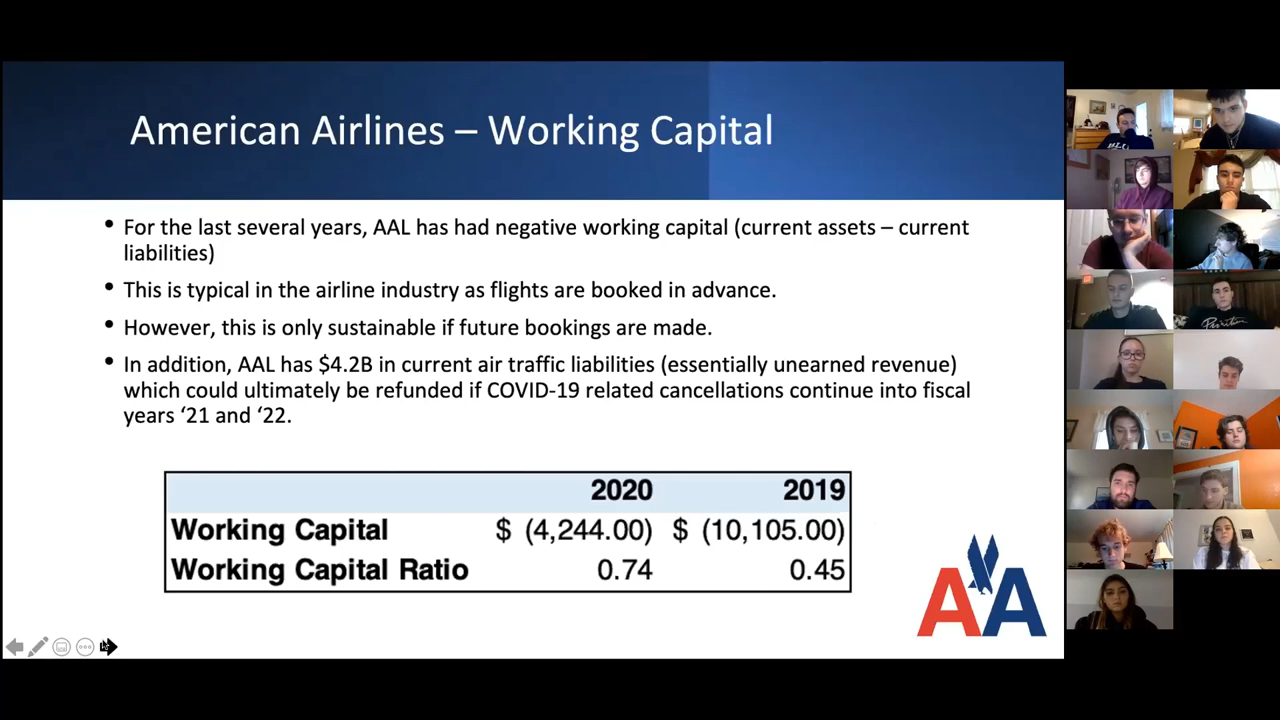 American Airlines – Working Capital
• For the last several years, AAL has had negative working capital (current assets – current
liabilities)
• This is typical in the airline industry as flights are booked in advance.
• However, this is only sustainable if future bookings are made.
• In addition, AAL has $4.2B in current air traffic liabilities (essentially unearned revenue)
which could ultimately be refunded if COVID-19 related cancellations continue into fiscal
years ‘21 and ‘22.
2020 2019
Working Capital $ (4,244.00) $ (10,105.00)
Working Capital Ratio 0.74 0.45
AA